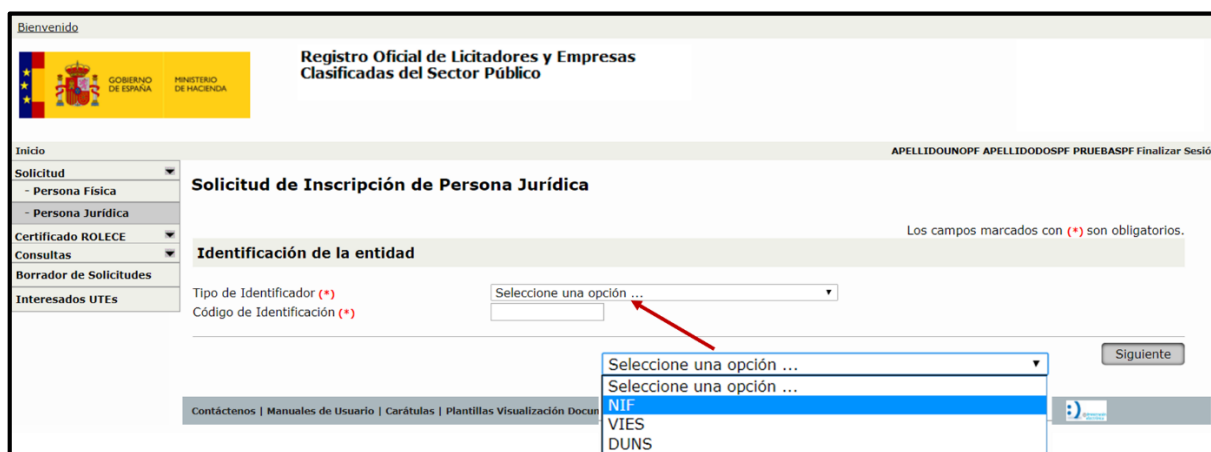 Bienvenido
GOBIERNO
DE ESPAÑA
MINISTERIO
DE HACIENDA
Registro Oficial de Licitadores y Empresas
Clasificadas del Sector Público
Inicio
APELLIDOUNOPF APELLIDODOSPF PRUEBASPF Finalizar Sesió
Solicitud
- Persona Física
- Persona Jurídica
Certificado ROLECE
Consultas
Borrador de Solicitudes
Interesados UTEs
Solicitud de Inscripción de Persona Jurídica
Los campos marcados con (*) son obligatorios.
Identificación de la entidad
Tipo de Identificador (*)
Seleccione una opción ...
Código de Identificación (*)
Siguiente
Seleccione una opción ...
Seleccione una opción ...
NIF
VIES
DUNS
Contáctenos | Manuales de Usuario | Carátulas | Plantillas Visualización Docun